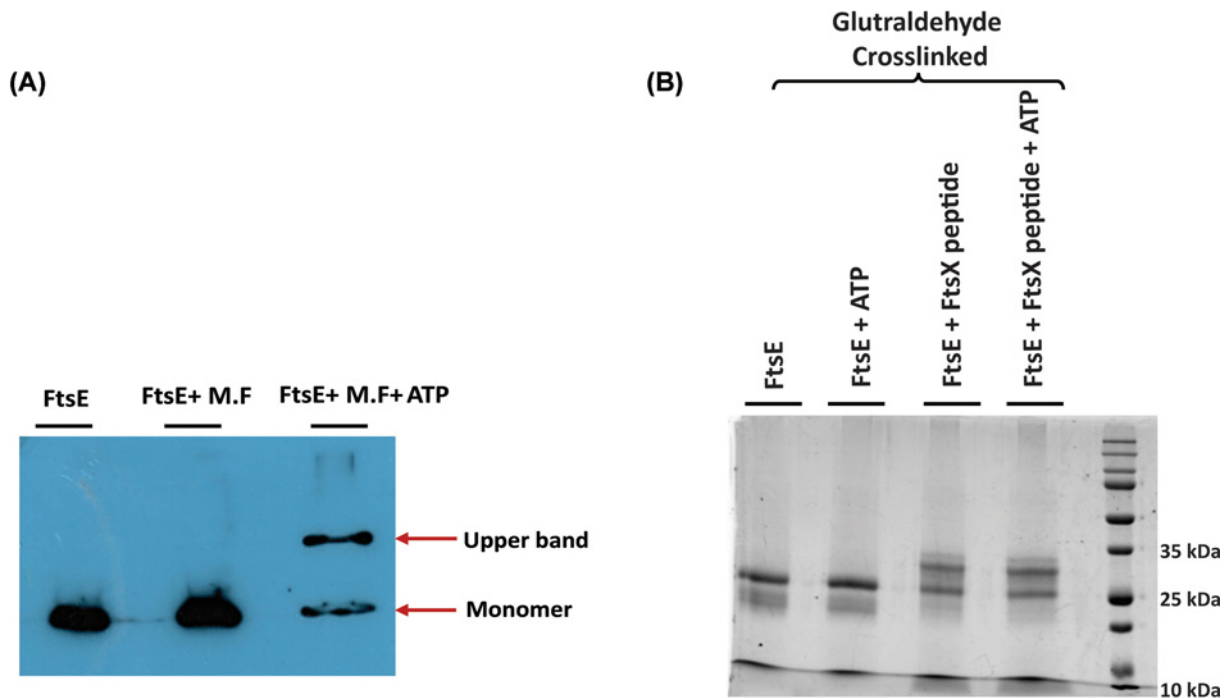 (A)
FtsE
FtsE+ M.F
FtsE+ M.F+ATP
Upper band
Monomer
(B)
Glutraldehyde
Crosslinked
FtsE
FtsE + ATP
FtsE + FtsX peptide
FtsE + FtsX peptide + ATP
35 kDa
25 kDa
10 kDa